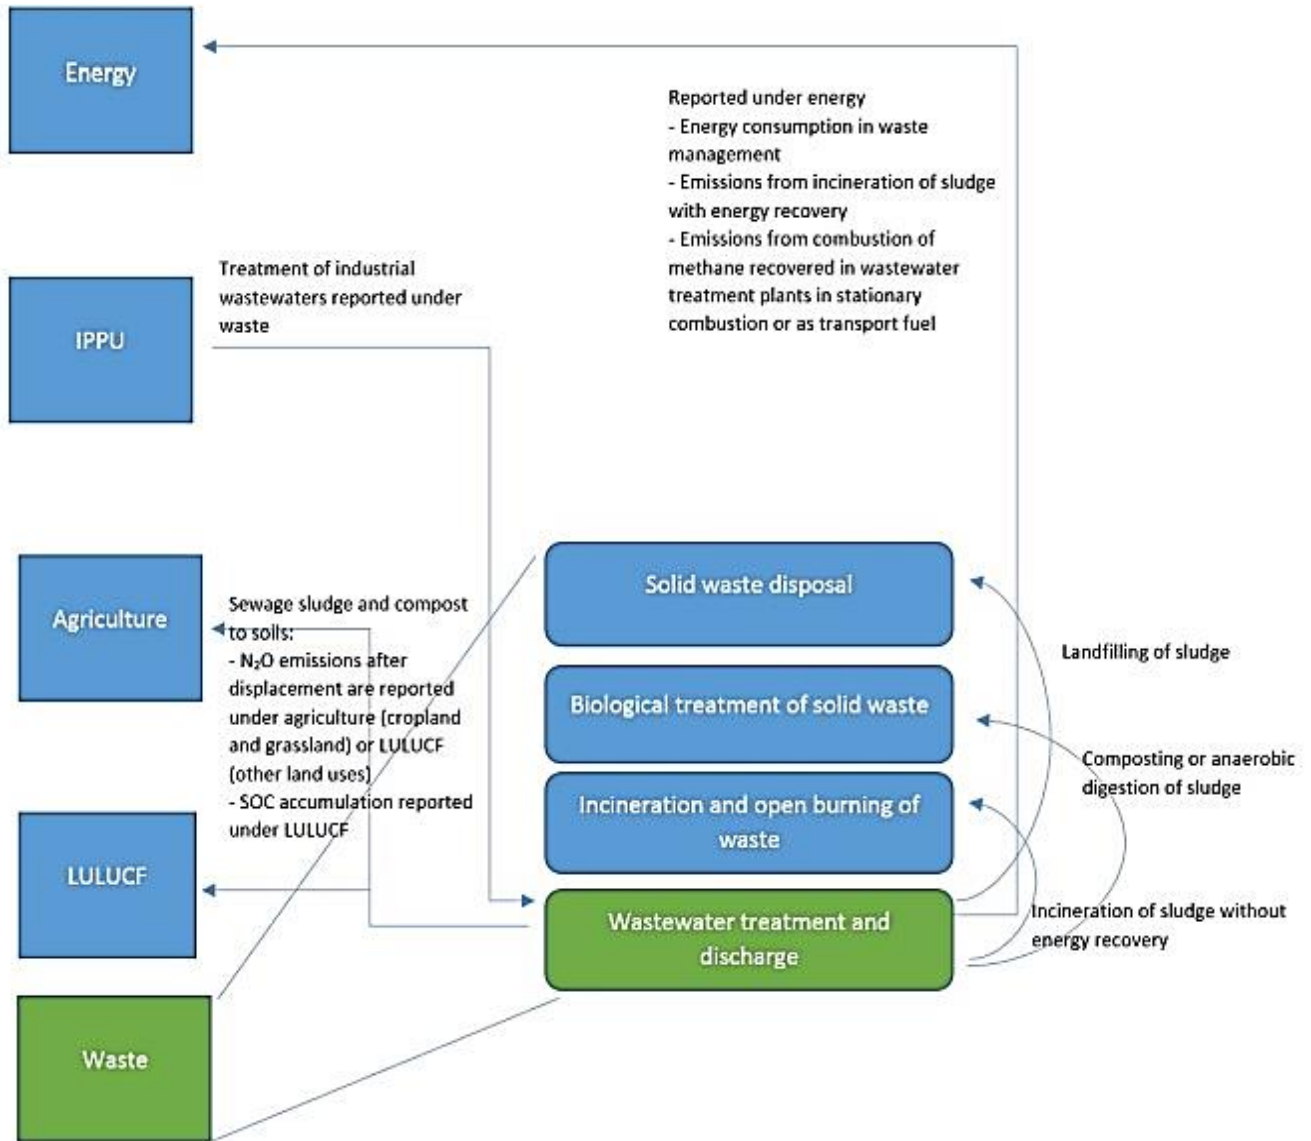 Energy
Reported under energy
- Energy consumption in waste
management
- Emissions from incineration of sludge
with energy recovery
- Emissions from combustion of
methane recovered in wastewater
treatment plants in stationary
combustion or as transport fuel
Treatment of industrial
wastewaters reported under
waste
IPPU
Agriculture
Sewage sludge and compost
to soils:
- N₂O emissions after
displacement are reported
under agriculture (cropland
and grassland) or LULUCF
(other land uses)
- SOC accumulation reported
under LULUCF
LULUCF
Waste
Solid waste disposal
Biological treatment of solid waste
Incineration and open burning of
waste
Wastewater treatment and
discharge
Landfilling of sludge
Composting or anaerobic
digestion of sludge
Incineration of sludge without
energy recovery